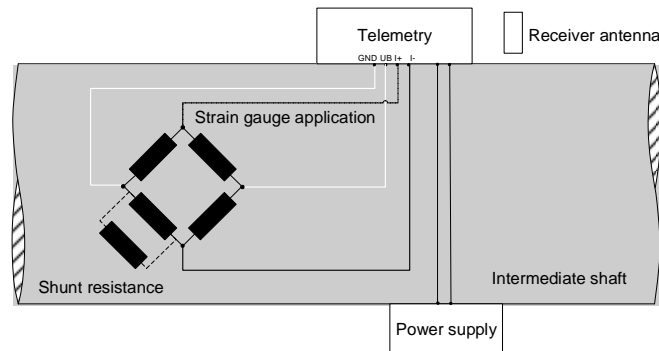 Telemetry
GND UB I+ I-
Receiver antenna
Strain gauge application
Shunt resistance
Intermediate shaft
Power supply